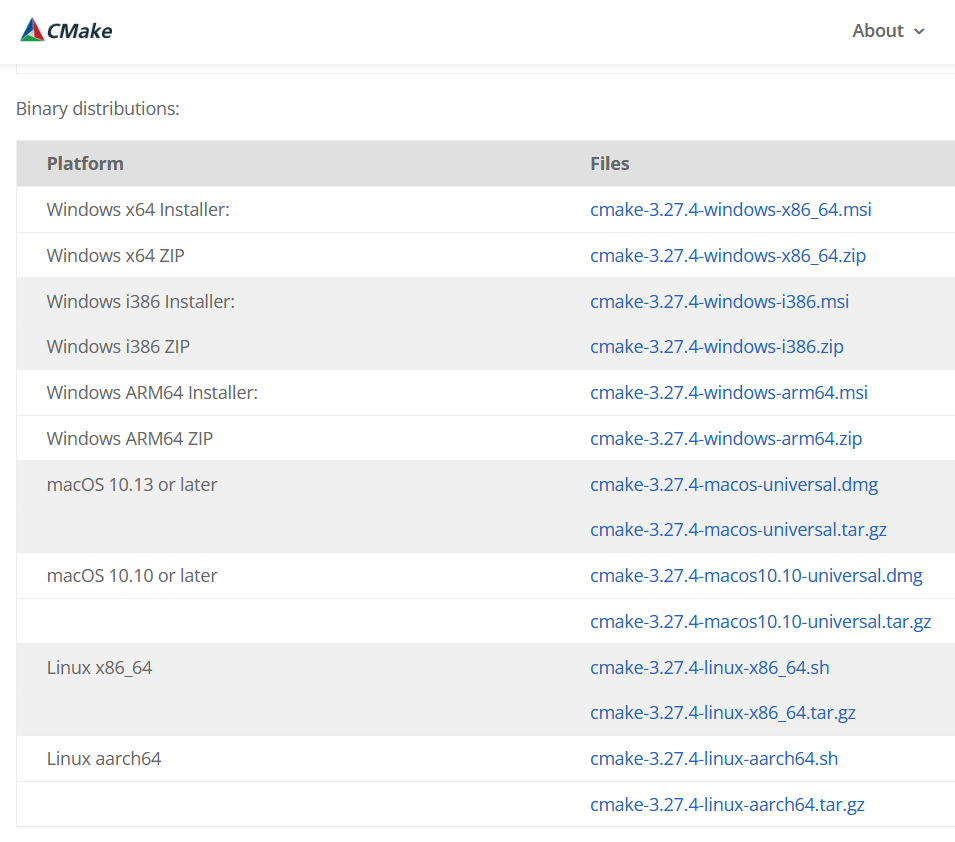 CMake About
Binary distributions:
Platform Files
Windows x64 Installer: cmake-3.27.4-windows-x86_64.msi
Windows x64 ZIP cmake-3.27.4-windows-x86_64.zip
Windows i386 Installer: cmake-3.27.4-windows-i386.msi
Windows i386 ZIP cmake-3.27.4-windows-i386.zip
Windows ARM64 Installer: cmake-3.27.4-windows-arm64.msi
Windows ARM64 ZIP cmake-3.27.4-windows-arm64.zip
macOS 10.13 or later cmake-3.27.4-macos-universal.dmg
cmake-3.27.4-macos-universal.tar.gz
macOS 10.10 or later cmake-3.27.4-macos10.10-universal.dmg
cmake-3.27.4-macos10.10-universal.tar.gz
Linux x86_64 cmake-3.27.4-linux-x86_64.sh
cmake-3.27.4-linux-x86_64.tar.gz
Linux aarch64 cmake-3.27.4-linux-aarch64.sh
cmake-3.27.4-linux-aarch64.tar.gz